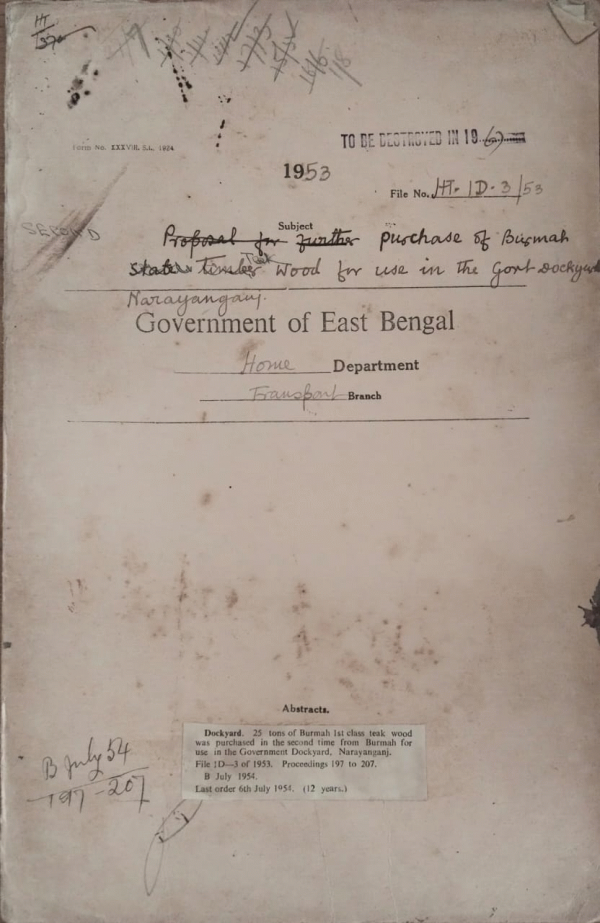 HT
Form No. XXXVIII, S.L, 1924.
TO BE DESTROYED IN 19
1953
File No. HT. 1D-3/53
SECOND
Subject
Proposal for further purchase of Burmah
Teak
timber Wood for use in the Govt Dockyard
Narayanganj.
Government of East Bengal
Home Department
Transport Branch
Abstracts.
Dockyard. 25 tons of Burmah 1st class teak wood
was purchased in the second time from Burmah for
use in the Government Dockyard, Narayanganj.
File 1D—3 of 1953. Proceedings 197 to 207.
B July 1954.
Last order 6th July 1954. (12 years.)
B July 54
197-207